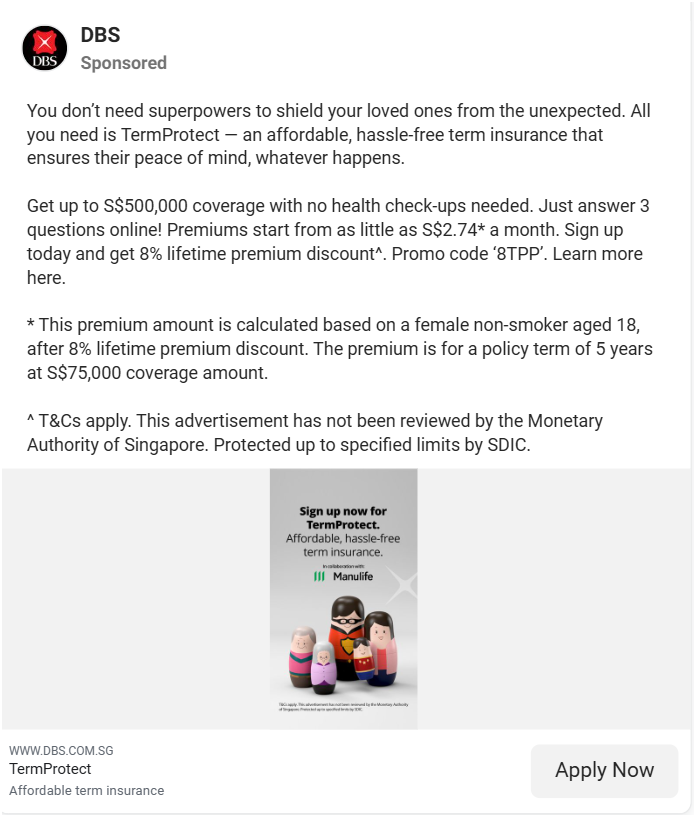 DBS
DBS
Sponsored
You don’t need superpowers to shield your loved ones from the unexpected. All
you need is TermProtect — an affordable, hassle-free term insurance that
ensures their peace of mind, whatever happens.
Get up to S$500,000 coverage with no health check-ups needed. Just answer 3
questions online! Premiums start from as little as S$2.74* a month. Sign up
today and get 8% lifetime premium discount^. Promo code ‘8TPP’. Learn more
here.
* This premium amount is calculated based on a female non-smoker aged 18,
after 8% lifetime premium discount. The premium is for a policy term of 5 years
at S$75,000 coverage amount.
^ T&Cs apply. This advertisement has not been reviewed by the Monetary
Authority of Singapore. Protected up to specified limits by SDIC.
Sign up now for
TermProtect.
Affordable, hassle-free
term insurance.
In collaboration with:
Manulife
T&Cs apply. This advertisement has not been reviewed by the Monetary Authority
of Singapore. Protected up to specified limits by SDIC.
WWW.DBS.COM.SG
TermProtect
Affordable term insurance
Apply Now